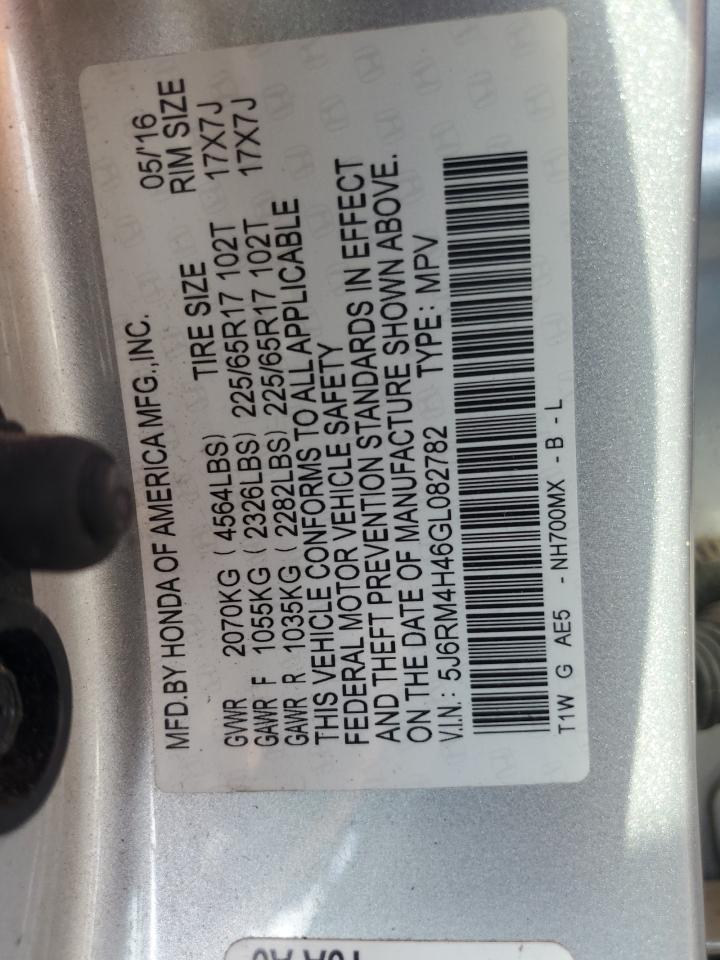 MFD.BY HONDA OF AMERICA MFG.,INC. 05/'16
TIRE SIZE RIM SIZE
GVWR 2070KG ( 4564LBS)
GAWR F 1055KG ( 2326LBS) 225/65R17 102T 17X7J
GAWR R 1035KG ( 2282LBS) 225/65R17 102T 17X7J
THIS VEHICLE CONFORMS TO ALL APPLICABLE
FEDERAL MOTOR VEHICLE SAFETY
AND THEFT PREVENTION STANDARDS IN EFFECT
ON THE DATE OF MANUFACTURE SHOWN ABOVE.
V.I.N.: 5J6RM4H46GL082782 TYPE: MPV
T1W G AE5 - NH700MX - B - L